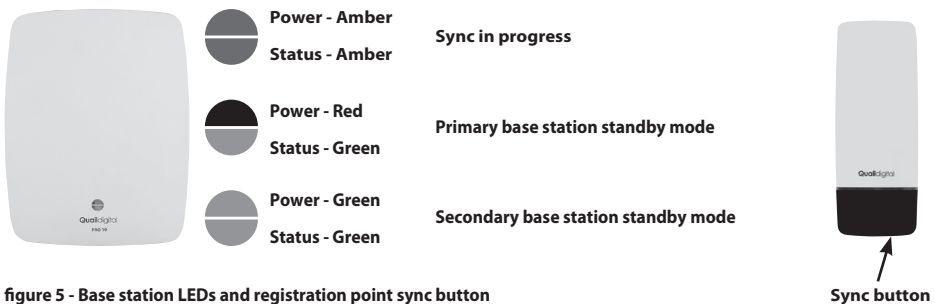 Power - Amber
Status - Amber
Sync in progress
Power - Red
Status - Green
Primary base station standby mode
Power - Green
Status - Green
Secondary base station standby mode
Qualidigital
Qualidigital
figure 5 - Base station LEDs and registration point sync button
Sync button